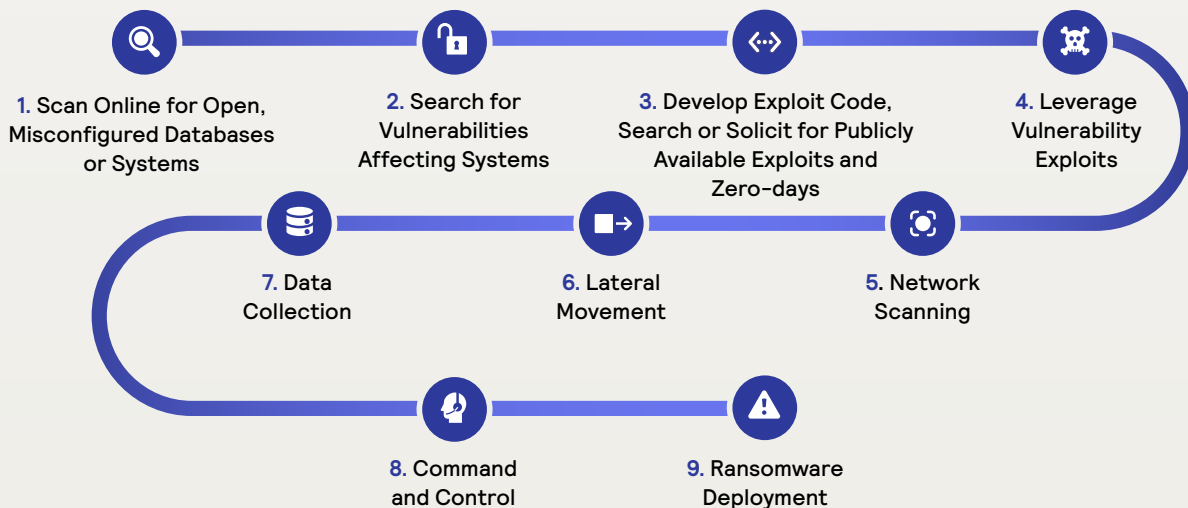 1. Scan Online for Open,
Misconfigured Databases
or Systems
2. Search for
Vulnerabilities
Affecting Systems
3. Develop Exploit Code,
Search or Solicit for Publicly
Available Exploits and
Zero-days
4. Leverage
Vulnerability
Exploits
5. Network
Scanning
6. Lateral
Movement
7. Data
Collection
8. Command
and Control
9. Ransomware
Deployment